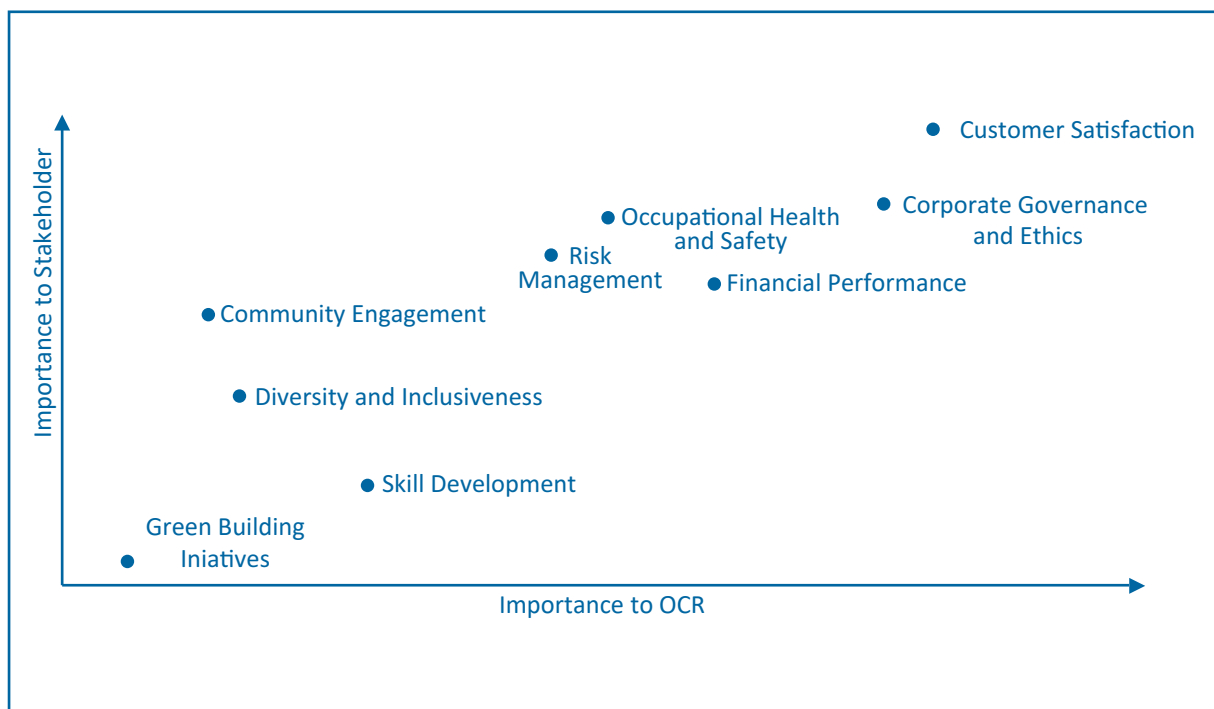 Customer Satisfaction
Corporate Governance
and Ethics
Occupational Health
and Safety
Risk
Management
Financial Performance
Community Engagement
Diversity and Inclusiveness
Skill Development
Green Building
Iniatives
Importance to Stakeholder
Importance to OCR